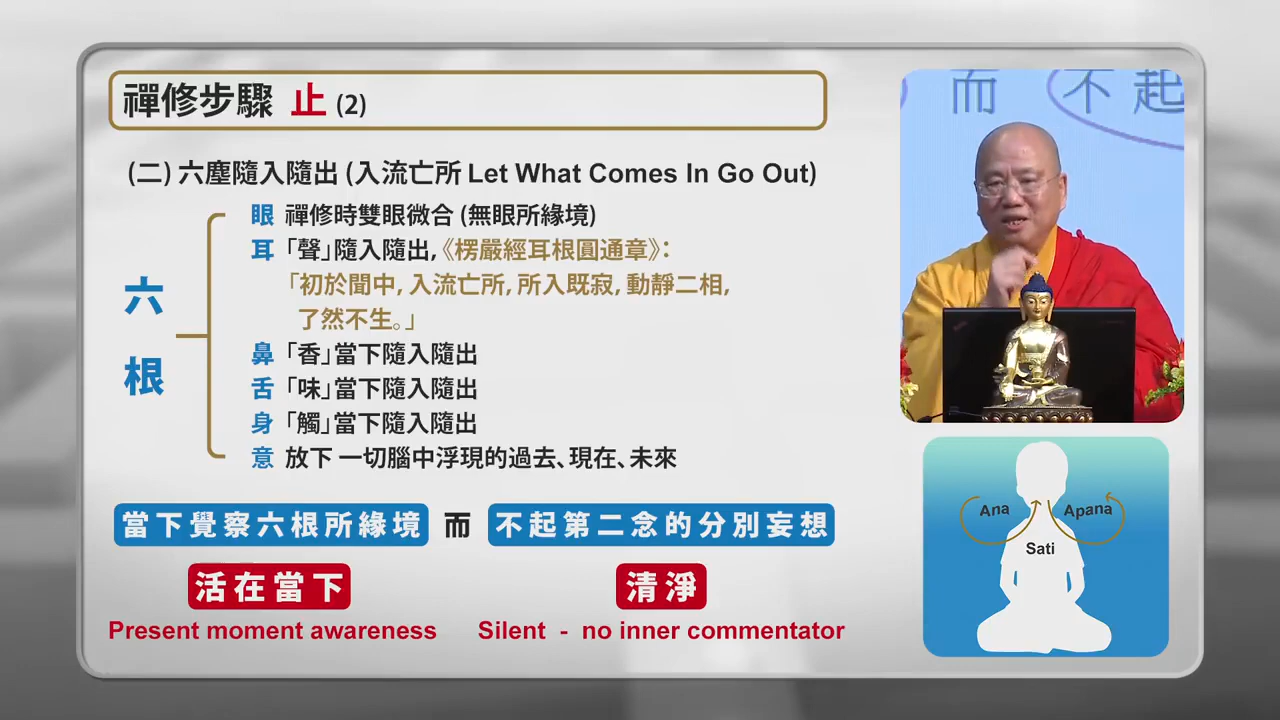 禪修步驟 止 (2)
(二) 六塵隨入隨出 (入流亡所 Let What Comes In Go Out)
六根
眼 禪修時雙眼微合 (無眼所緣境)
耳 「聲」隨入隨出,《楞嚴經耳根圓通章》:
「初於聞中, 入流亡所, 所入既寂, 動靜二相,
了然不生。」
鼻 「香」當下隨入隨出
舌 「味」當下隨入隨出
身 「觸」當下隨入隨出
意 放下 一切腦中浮現的過去、現在、未來
當下覺察六根所緣境 而 不起第二念的分別妄想
活在當下 清淨
Present moment awareness Silent - no inner commentator
而 不起
Ana Apana
Sati